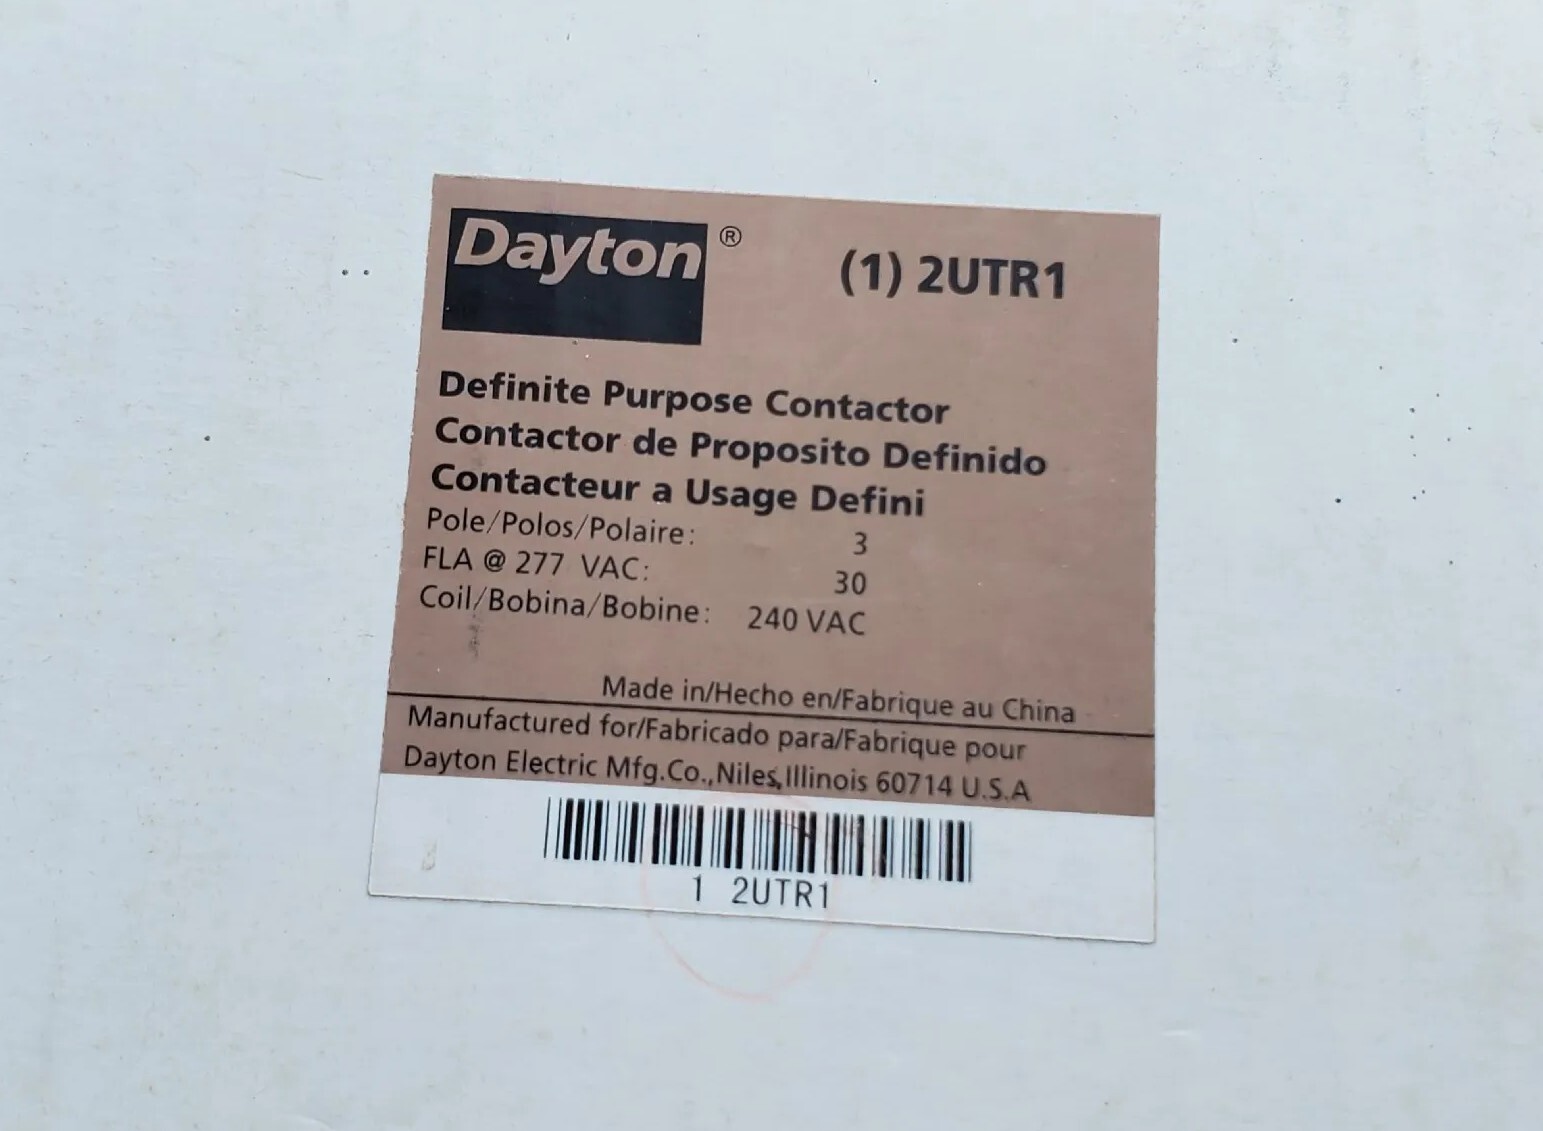 Dayton®
(1) 2UTR1
Definite Purpose Contactor
Contactor de Proposito Definido
Contacteur a Usage Defini
Pole/Polos/Polaire: 3
FLA @ 277 VAC: 30
Coil/Bobina/Bobine: 240 VAC
Made in/Hecho en/Fabrique au China
Manufactured for/Fabricado para/Fabrique pour
Dayton Electric Mfg.Co.,Niles,Illinois 60714 U.S.A
1 2UTR1